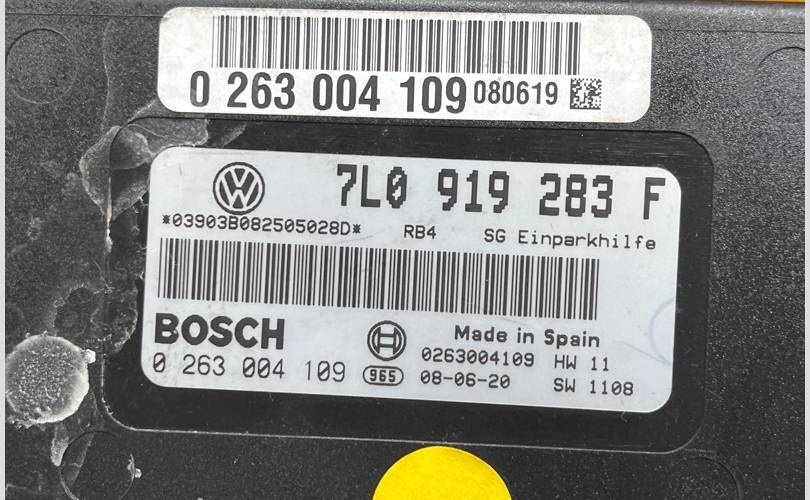 0 263 004 109 080619
7L0 919 283 F
*03903B082505028D* RB4 SG Einparkhilfe
BOSCH
Made in Spain
0263004109 HW 11
0 263 004 109 965 08-06-20 SW 1108